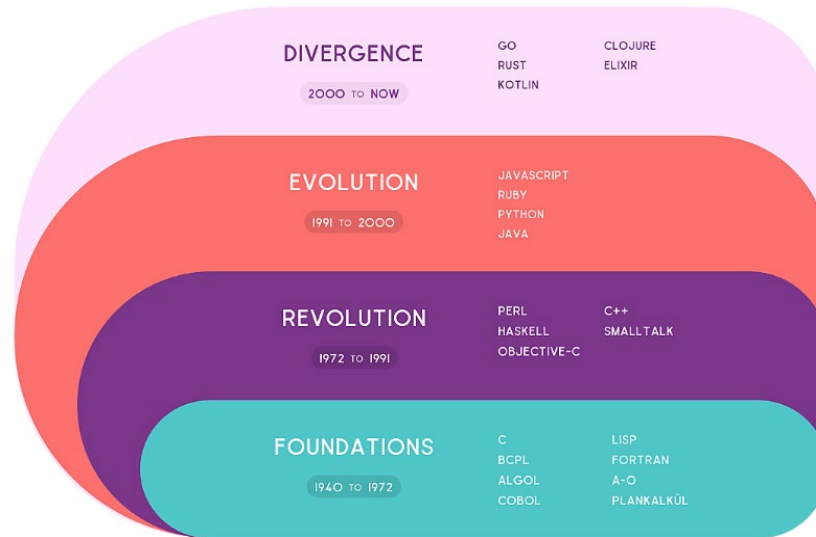 DIVERGENCE
2000 TO NOW
GO
RUST
KOTLIN
CLOJURE
ELIXIR
EVOLUTION
1991 TO 2000
JAVASCRIPT
RUBY
PYTHON
JAVA
REVOLUTION
1972 TO 1991
PERL
HASKELL
OBJECTIVE-C
C++
SMALLTALK
FOUNDATIONS
1940 TO 1972
C
BCPL
ALGOL
COBOL
LISP
FORTRAN
A-O
PLANKALKÜL